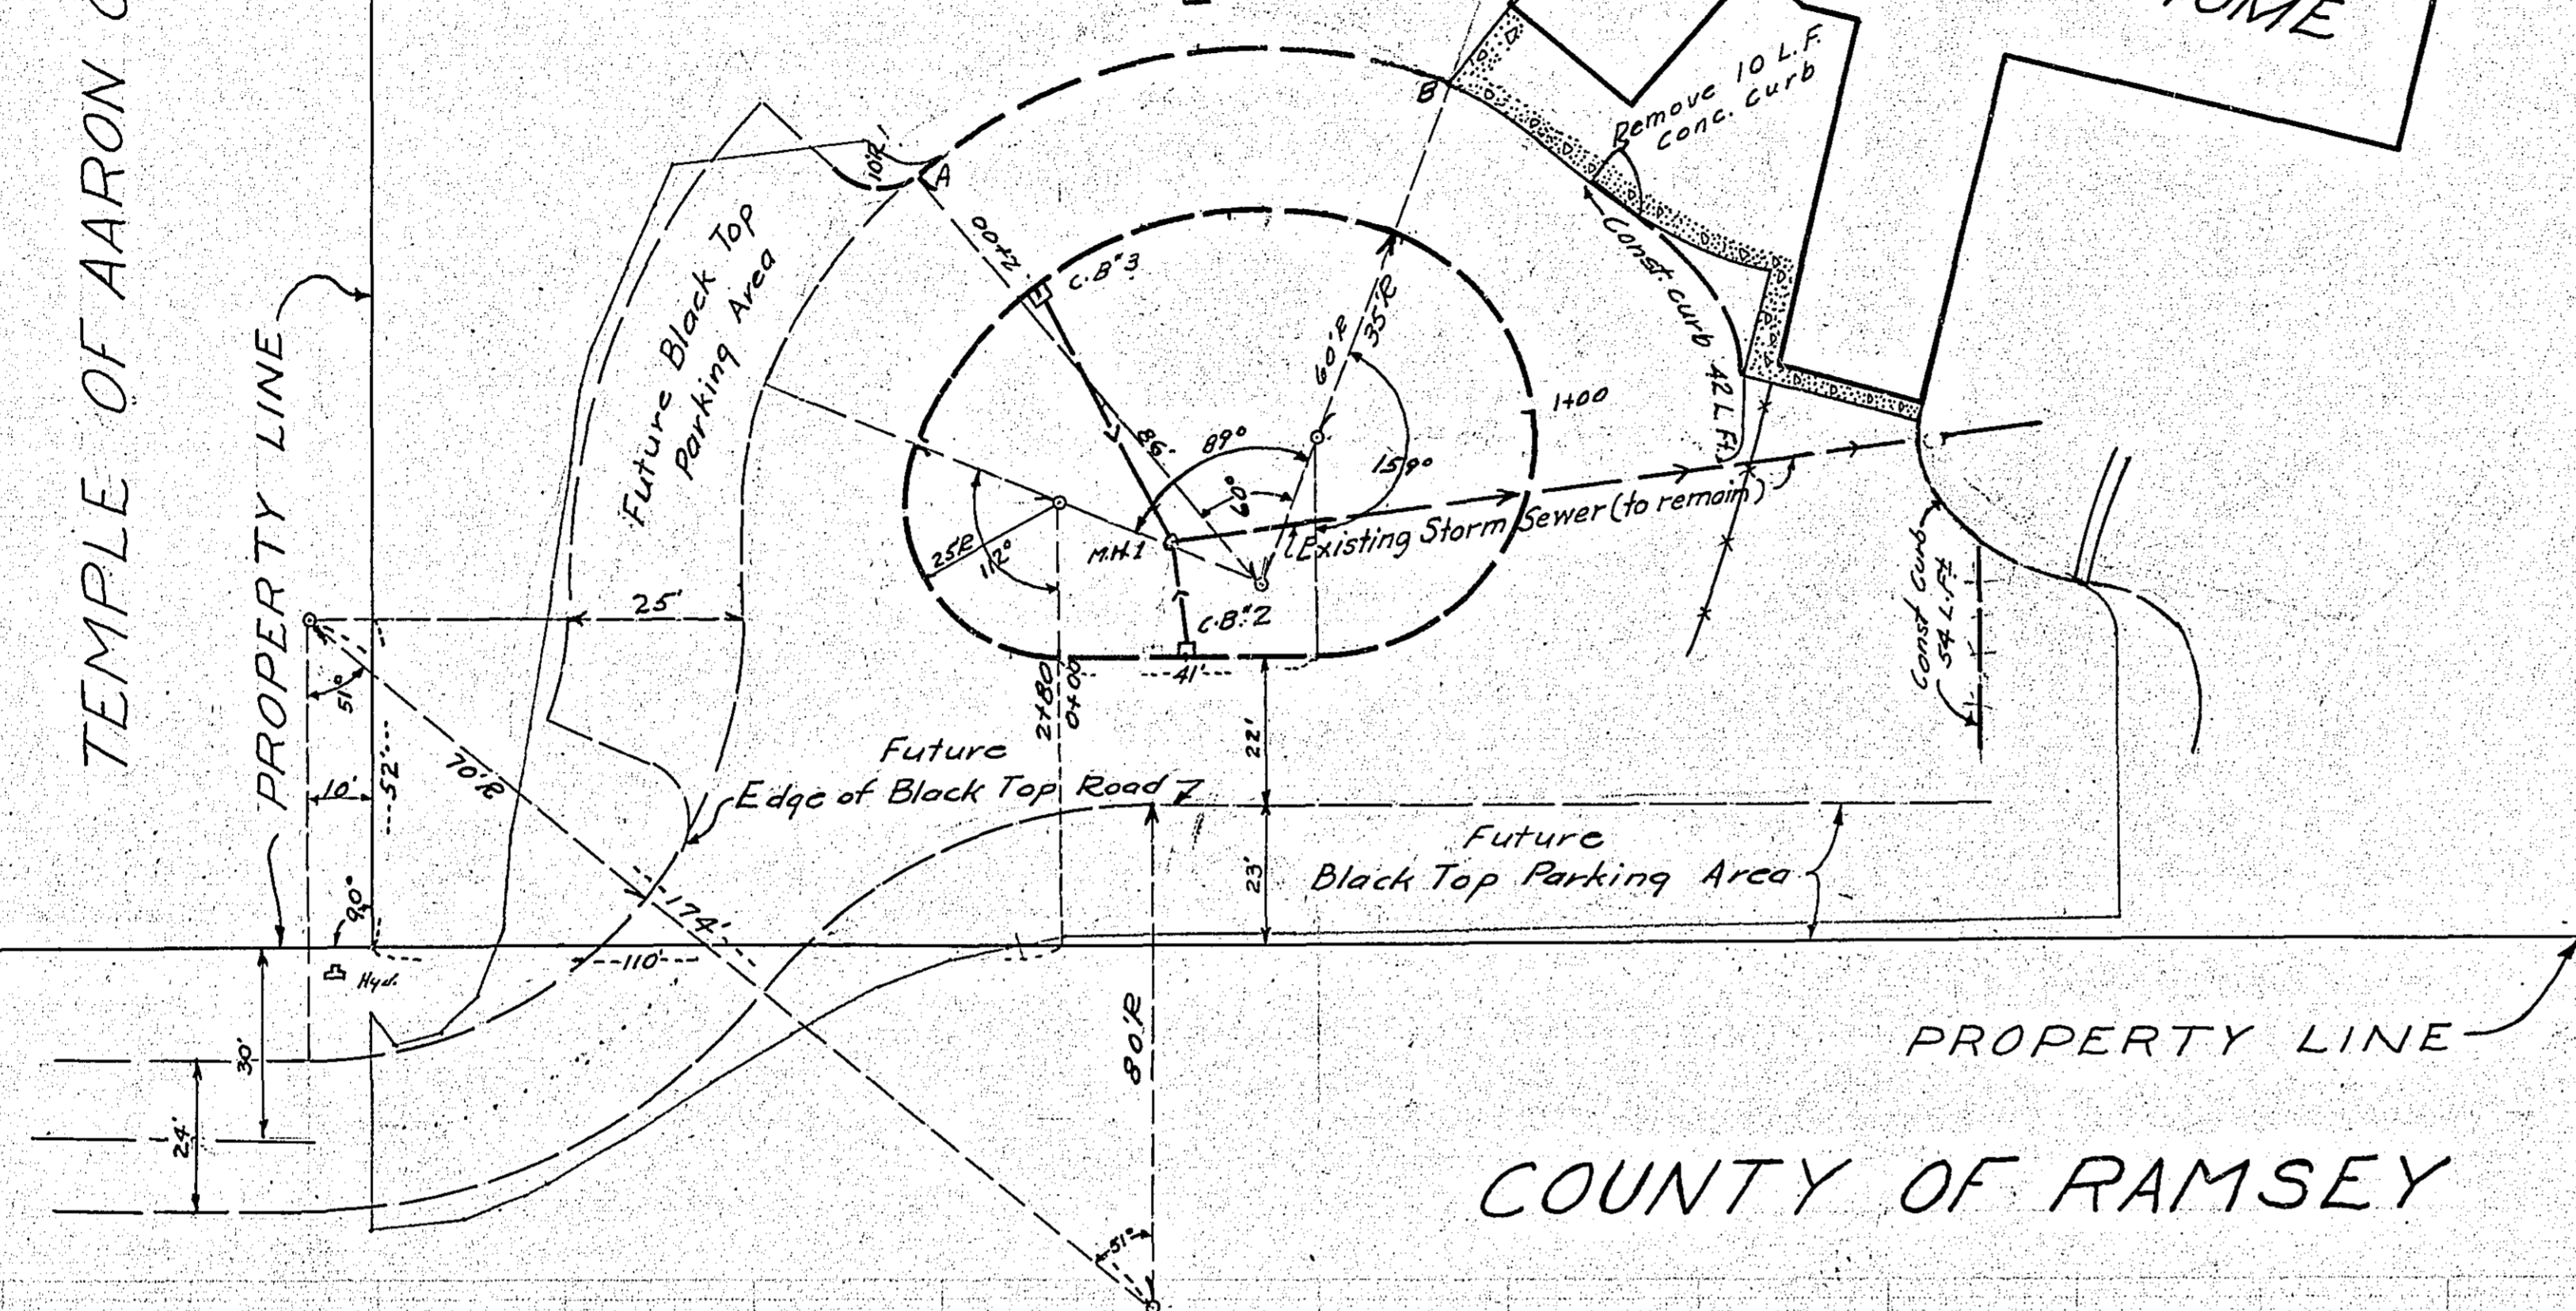 TEMPLE OF AARON
PROPERTY LINE
Future Black Top
Parking Area
10'R
A
B
2+00
C.B.#3
Remove 10 L.F.
conc. curb
Const. curb 42 L Ft.
60'R
35'R
1+00
86'
89°
60°
159°
25R
112°
M.H.1
Existing Storm Sewer (to remain)
C.B.#2
41'
2+80
0+00
25'
51°
10'
52'
70'R
90°
Hyd.
174'
110'
30'
24'
Future
Edge of Black Top Road
22'
23'
Future
Black Top Parking Area
80'R
51°
Const Curb
54 L.Ft
PROPERTY LINE
COUNTY OF RAMSEY